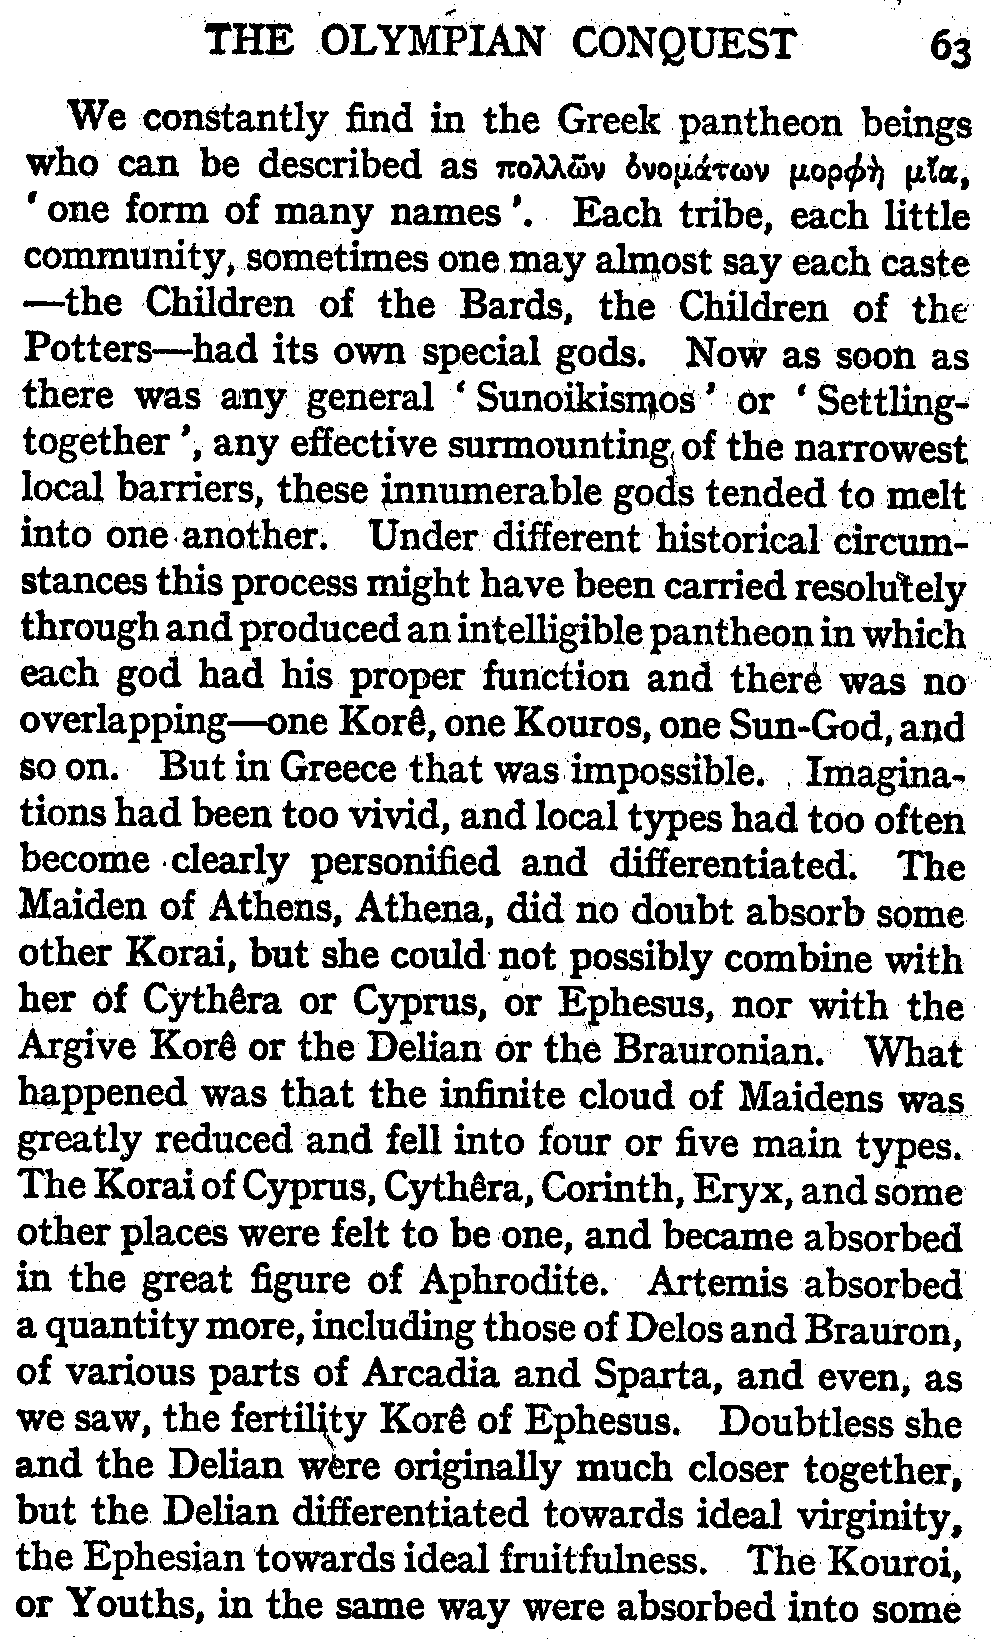 THE OLYMPIAN CONQUEST 63
We constantly find in the Greek pantheon beings
who can be described as πολλῶν ὀνομάτων μορφὴ μία,
‘one form of many names’. Each tribe, each little
community, sometimes one may almost say each caste
—the Children of the Bards, the Children of the
Potters—had its own special gods. Now as soon as
there was any general ‘Sunoikismos’ or ‘Settling-
together’, any effective surmounting of the narrowest
local barriers, these innumerable gods tended to melt
into one another. Under different historical circum-
stances this process might have been carried resolutely
through and produced an intelligible pantheon in which
each god had his proper function and there was no
overlapping—one Korê, one Kouros, one Sun-God, and
so on. But in Greece that was impossible. Imagina-
tions had been too vivid, and local types had too often
become clearly personified and differentiated. The
Maiden of Athens, Athena, did no doubt absorb some
other Korai, but she could not possibly combine with
her of Cythêra or Cyprus, or Ephesus, nor with the
Argive Korê or the Delian or the Brauronian. What
happened was that the infinite cloud of Maidens was
greatly reduced and fell into four or five main types.
The Korai of Cyprus, Cythêra, Corinth, Eryx, and some
other places were felt to be one, and became absorbed
in the great figure of Aphrodite. Artemis absorbed
a quantity more, including those of Delos and Brauron,
of various parts of Arcadia and Sparta, and even, as
we saw, the fertility Korê of Ephesus. Doubtless she
and the Delian were originally much closer together,
but the Delian differentiated towards ideal virginity,
the Ephesian towards ideal fruitfulness. The Kouroi,
or Youths, in the same way were absorbed into some